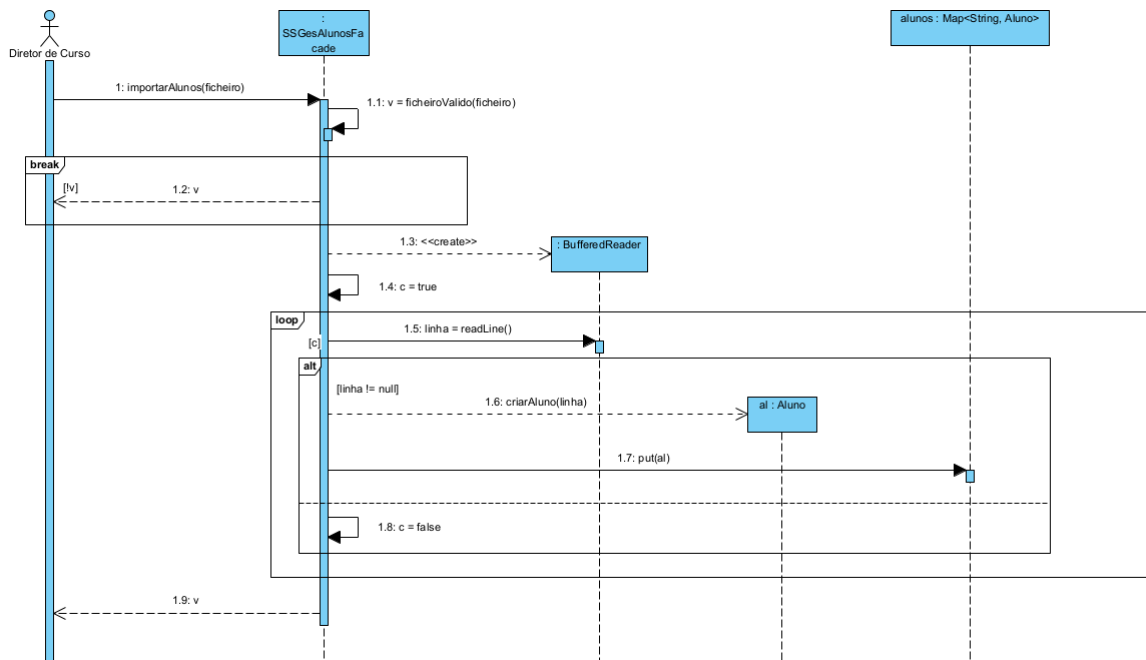 :
SSGesAlunosFa
cade
alunos : Map<String, Aluno>
Diretor de Curso
1: importarAlunos(ficheiro)
1.1: v = ficheiroValido(ficheiro)
break
[!v]
1.2: v
1.3: <<create>>
: BufferedReader
1.4: c = true
loop
1.5: linha = readLine()
[c]
alt
[linha != null]
1.6: criarAluno(linha)
al : Aluno
1.7: put(al)
1.8: c = false
1.9: v